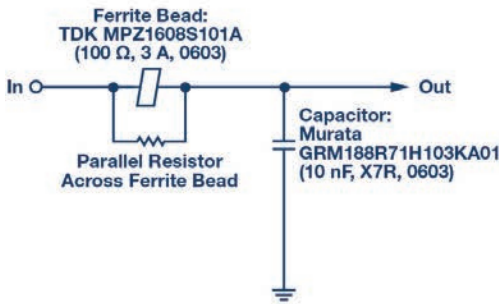 Ferrite Bead:
TDK MPZ1608S101A
(100 Ω, 3 A, 0603)
In
Out
Capacitor:
Murata
GRM188R71H103KA01
(10 nF, X7R, 0603)
Parallel Resistor
Across Ferrite Bead